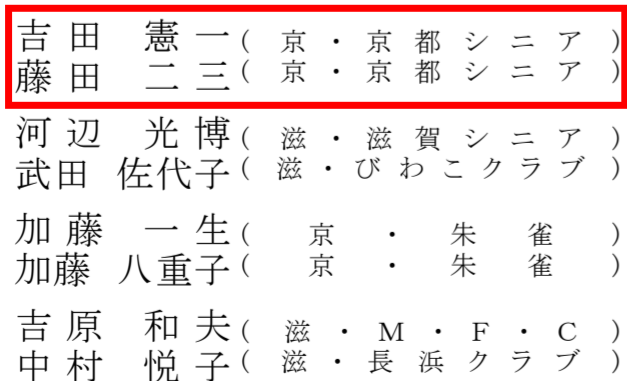 吉田 憲一(京・京都シニア)
藤田 二三(京・京都シニア)
河辺 光博(滋・滋賀シニア)
武田 佐代子(滋・びわこクラブ)
加藤 一生(京・朱雀)
加藤 八重子(京・朱雀)
吉原 和夫(滋・M・F・C)
中村 悦子(滋・長浜クラブ)